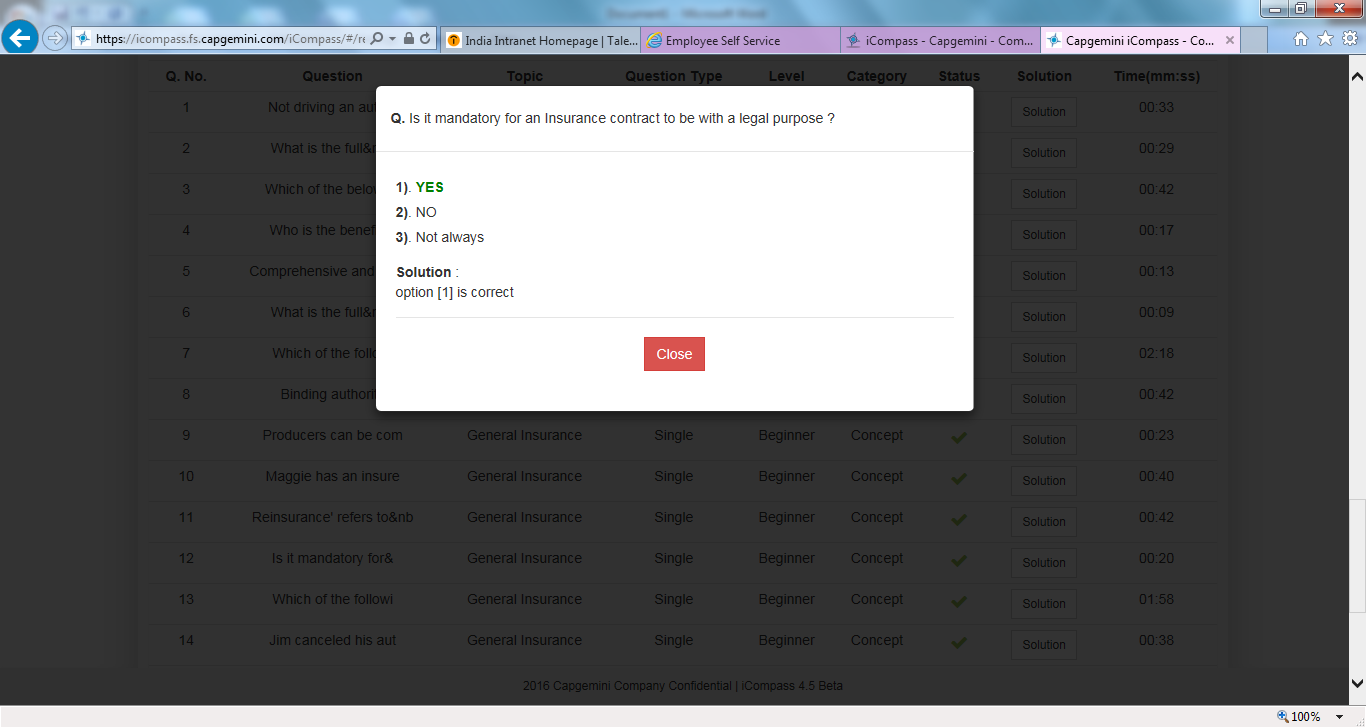 https://icompass.fs.capgemini.com/iCompass/#/re
India Intranet Homepage | Tale...
Employee Self Service
iCompass - Capgemini - Com...
Capgemini iCompass - Co...
Q. No. Question Topic Question Type Level Category Status Solution Time(mm:ss)
1 Not driving an au Solution 00:33
Q. Is it mandatory for an Insurance contract to be with a legal purpose ?
2 What is the full&n Solution 00:29
3 Which of the belo Solution 00:42
1). YES
2). NO
4 Who is the benef Solution 00:17
3). Not always
5 Comprehensive and Solution 00:13
Solution :
option [1] is correct
6 What is the full&n Solution 00:09
7 Which of the follo Solution 02:18
Close
8 Binding authori Solution 00:42
9 Producers can be com General Insurance Single Beginner Concept Solution 00:23
10 Maggie has an insure General Insurance Single Beginner Concept Solution 00:40
11 Reinsurance' refers to&nb General Insurance Single Beginner Concept Solution 00:42
12 Is it mandatory for& General Insurance Single Beginner Concept Solution 00:20
13 Which of the followi General Insurance Single Beginner Concept Solution 01:58
14 Jim canceled his aut General Insurance Single Beginner Concept Solution 00:38
2016 Capgemini Company Confidential | iCompass 4.5 Beta
100%